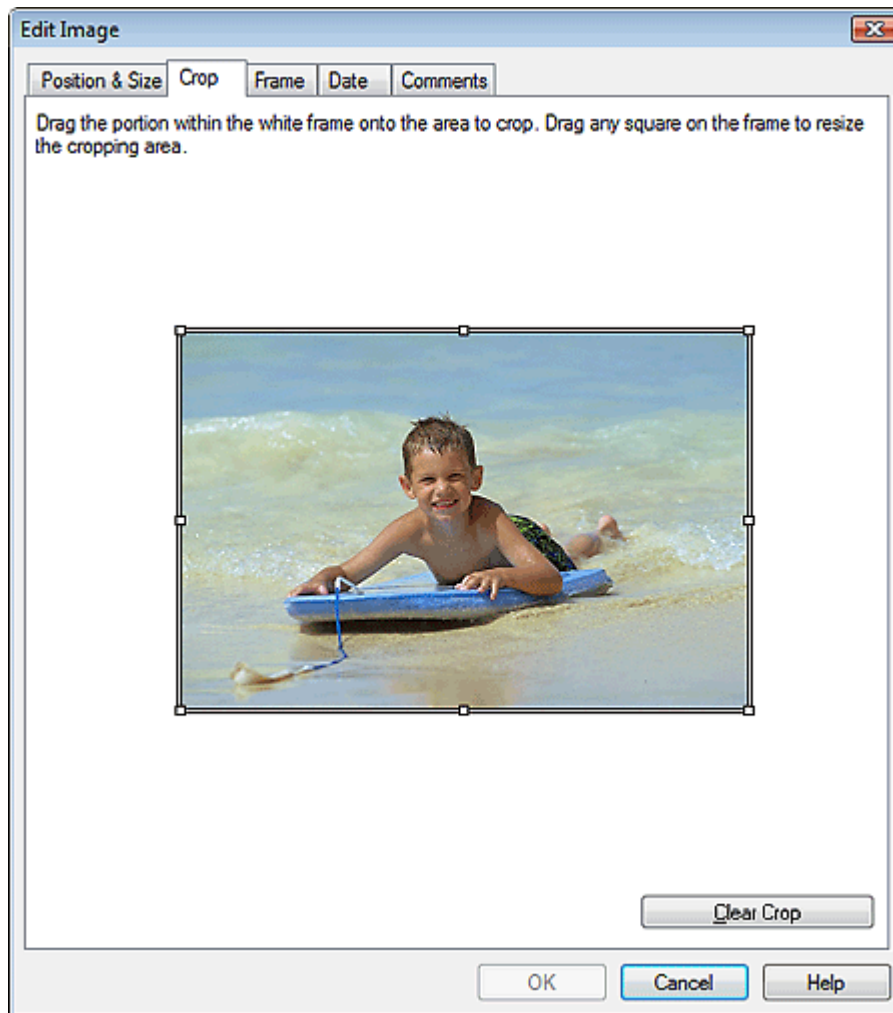 Edit Image
Position & Size Crop Frame Date Comments
Drag the portion within the white frame onto the area to crop. Drag any square on the frame to resize
the cropping area.
Clear Crop
OK Cancel Help